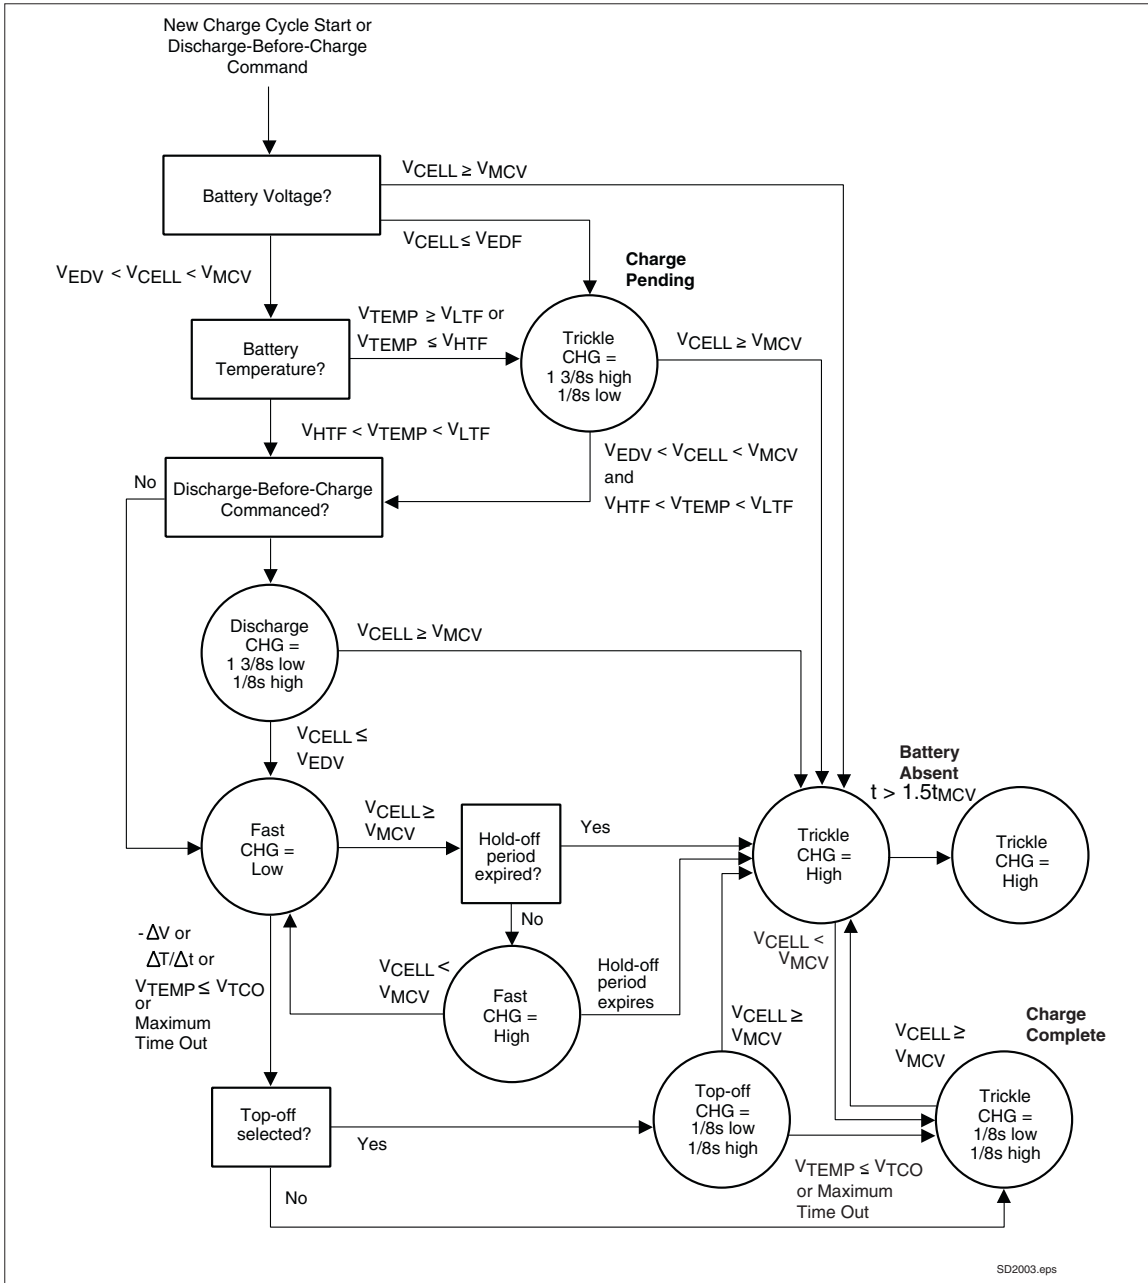 New Charge Cycle Start or
Discharge-Before-Charge
Command
Battery Voltage?
VCELL ≥ VMCV
VCELL ≤ VEDF
VEDV < VCELL < VMCV
Charge
Pending
Battery
Temperature?
VTEMP ≥ VLTF or
VTEMP ≤ VHTF
Trickle
CHG =
1 3/8s high
1/8s low
VCELL ≥ VMCV
VHTF < VTEMP < VLTF
VEDV < VCELL < VMCV
and
VHTF < VTEMP < VLTF
No
Discharge-Before-Charge
Commanced?
Discharge
CHG =
1 3/8s low
1/8s high
VCELL ≥ VMCV
VCELL ≤
VEDV
Fast
CHG =
Low
VCELL ≥
VMCV
Hold-off
period
expired?
Yes
No
Trickle
CHG =
High
Battery
Absent
t > 1.5tMCV
Trickle
CHG =
High
- ΔV or
ΔT/Δt or
VTEMP ≤ VTCO
or
Maximum
Time Out
VCELL <
VMCV
Fast
CHG =
High
Hold-off
period
expires
VCELL <
VMCV
VCELL ≥
VMCV
VCELL ≥
VMCV
Charge
Complete
Top-off
selected?
Yes
No
Top-off
CHG =
1/8s low
1/8s high
VTEMP ≤ VTCO
or Maximum
Time Out
Trickle
CHG =
1/8s low
1/8s high
SD2003.eps